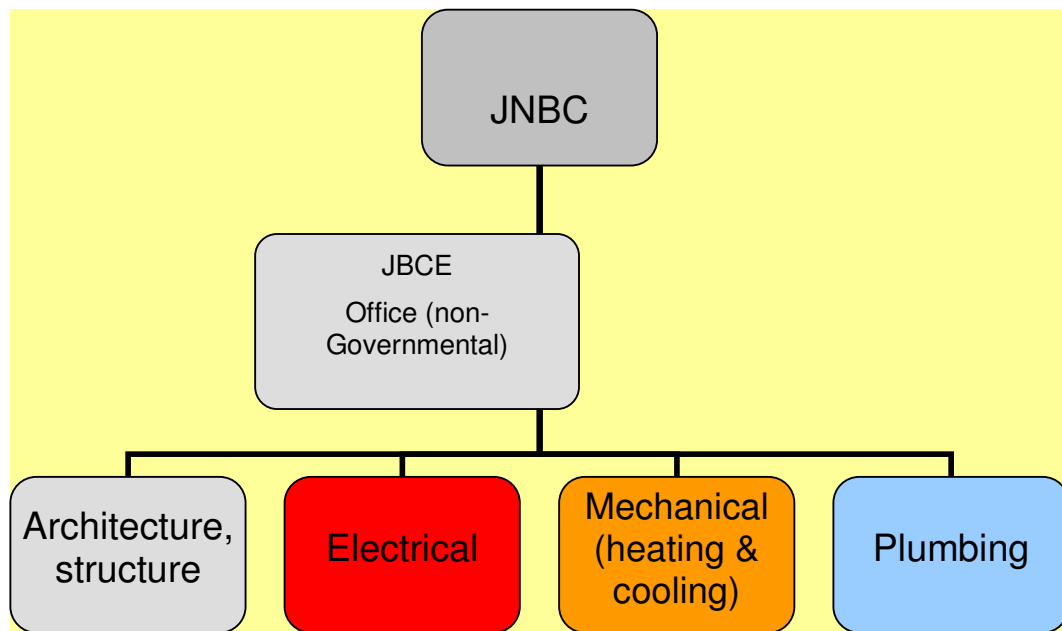 JNBC
JBCE
Office (non-
Governmental)
Architecture,
structure
Electrical
Mechanical
(heating &
cooling)
Plumbing